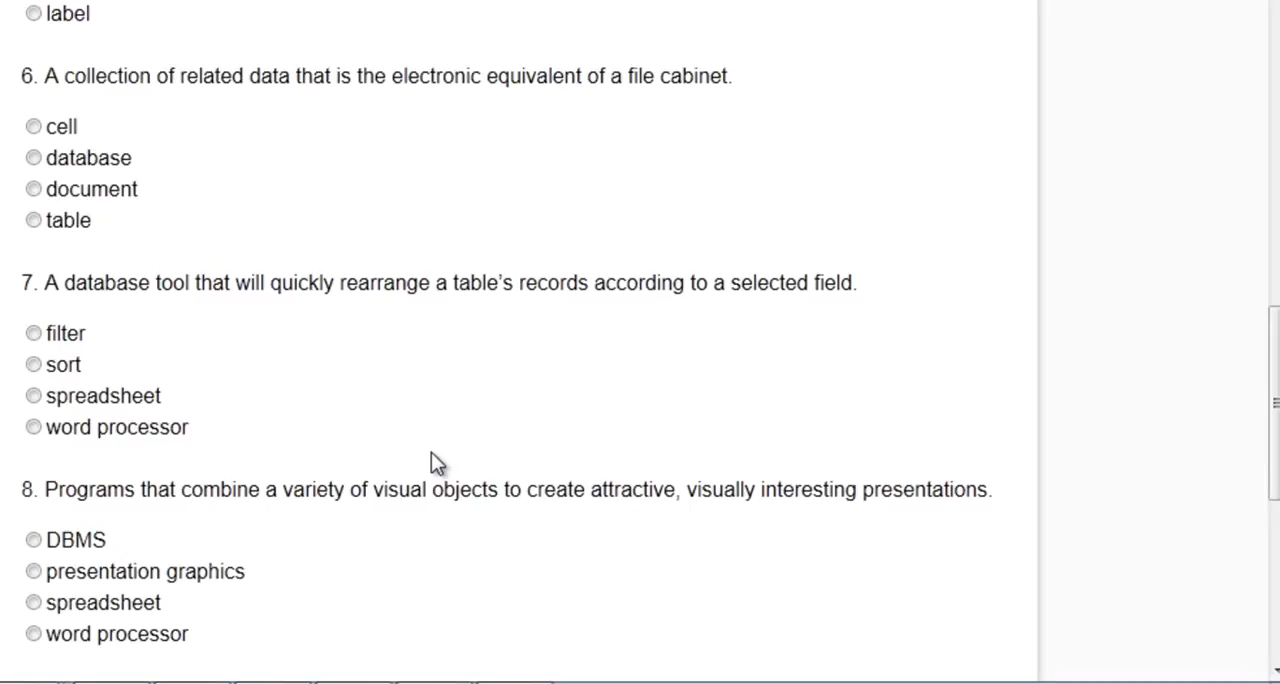 label
6. A collection of related data that is the electronic equivalent of a file cabinet.
cell
database
document
table
7. A database tool that will quickly rearrange a table's records according to a selected field.
filter
sort
spreadsheet
word processor
8. Programs that combine a variety of visual objects to create attractive, visually interesting presentations.
DBMS
presentation graphics
spreadsheet
word processor